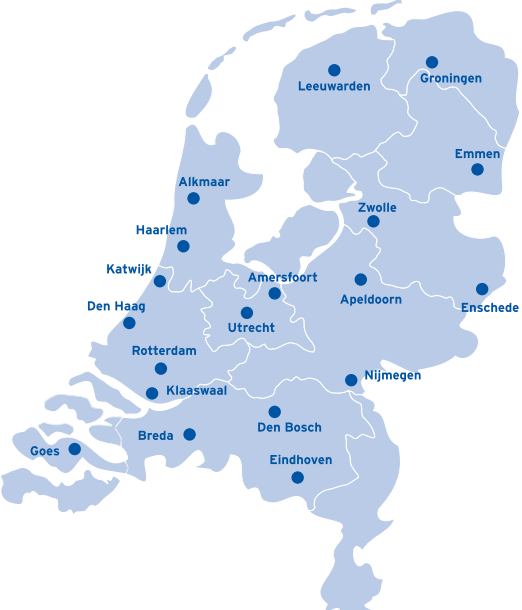 Groningen
Leeuwarden
Emmen
Alkmaar
Zwolle
Haarlem
Katwijk
Amersfoort
Apeldoorn
Den Haag
Enschede
Utrecht
Rotterdam
Nijmegen
Klaaswaal
Den Bosch
Breda
Goes
Eindhoven